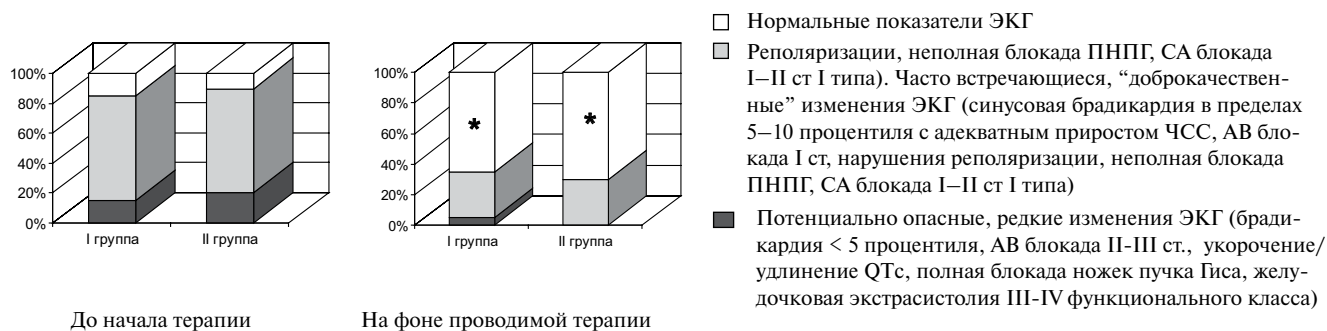 100%
80%
60%
40%
20%
0%
I группа
II группа
До начала терапии
100%
80%
60%
40%
20%
0%
*
*
I группа
II группа
На фоне проводимой терапии
Нормальные показатели ЭКГ
Реполяризации, неполная блокада ПНПГ, СА блокада
I–II ст I типа). Часто встречающиеся, “доброкачествен-
ные” изменения ЭКГ (синусовая брадикардия в пределах
5–10 процентиля с адекватным приростом ЧСС, АВ бло-
када I ст, нарушения реполяризации, неполная блокада
ПНПГ, СА блокада I–II ст I типа)
Потенциально опасные, редкие изменения ЭКГ (бради-
кардия < 5 процентиля, АВ блокада II-III ст., укорочение/
удлинение QTc, полная блокада ножек пучка Гиса, желу-
дочковая экстрасистолия III-IV функционального класса)